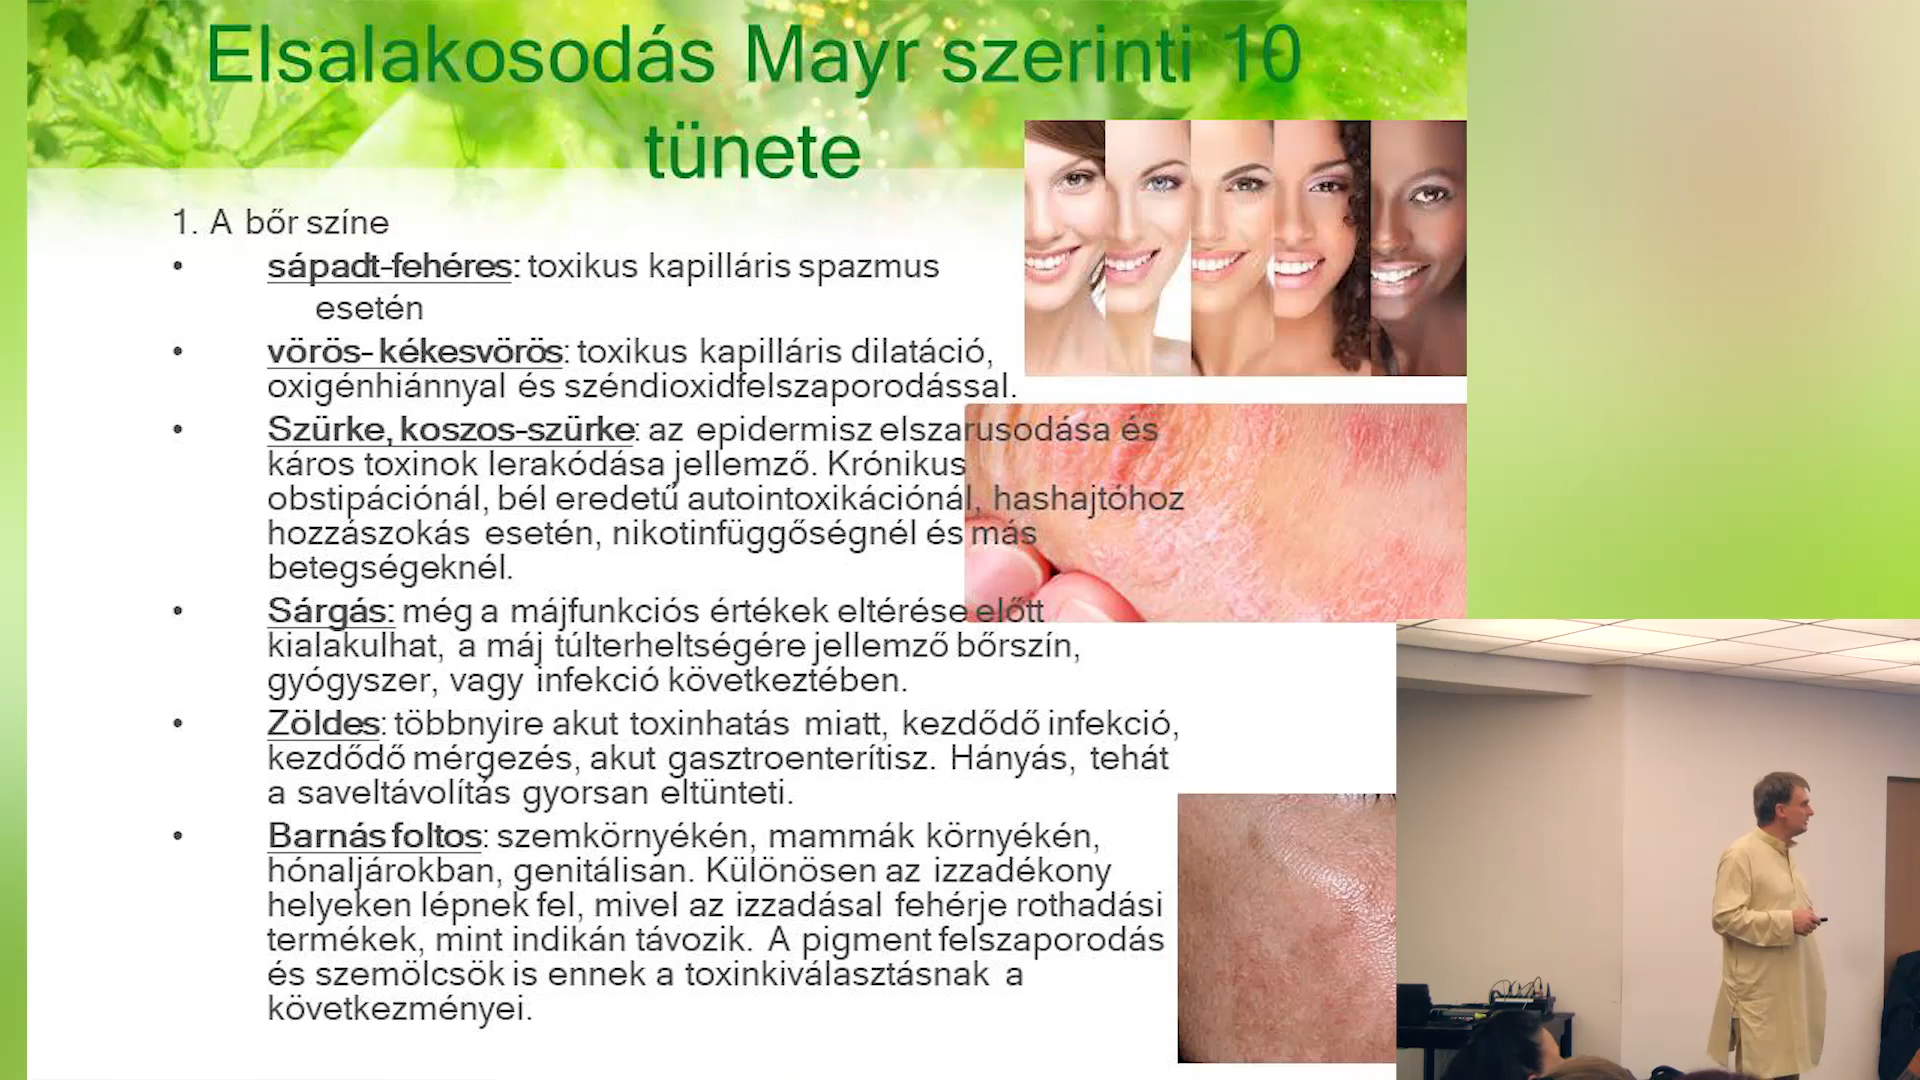 Elsalakosodás Mayr szerinti 10
tünete
1. A bőr színe
• sápadt-fehéres: toxikus kapilláris spazmus
esetén
• vörös- kékesvörös: toxikus kapilláris dilatáció,
oxigénhiánnyal és széndioxidfelszaporodással.
• Szürke, koszos-szürke: az epidermisz elszarusodása és
káros toxinok lerakódása jellemző. Krónikus
obstipációnál, bél eredetű autointoxikációnál, hashajtóhoz
hozzászokás esetén, nikotinfüggőségnél és más
betegségeknél.
• Sárgás: még a májfunkciós értékek eltérése előtt
kialakulhat, a máj túlterheltségére jellemző bőrszín,
gyógyszer, vagy infekció következtében.
• Zöldes: többnyire akut toxinhatás miatt, kezdődő infekció,
kezdődő mérgezés, akut gasztroenterítisz. Hányás, tehát
a saveltávolítás gyorsan eltünteti.
• Barnás foltos: szemkörnyékén, mammák környékén,
hónaljárokban, genitálisan. Különösen az izzadékony
helyeken lépnek fel, mivel az izzadásal fehérje rothadási
termékek, mint indikán távozik. A pigment felszaporodás
és szemölcsök is ennek a toxinkiválasztásnak a
következményei.